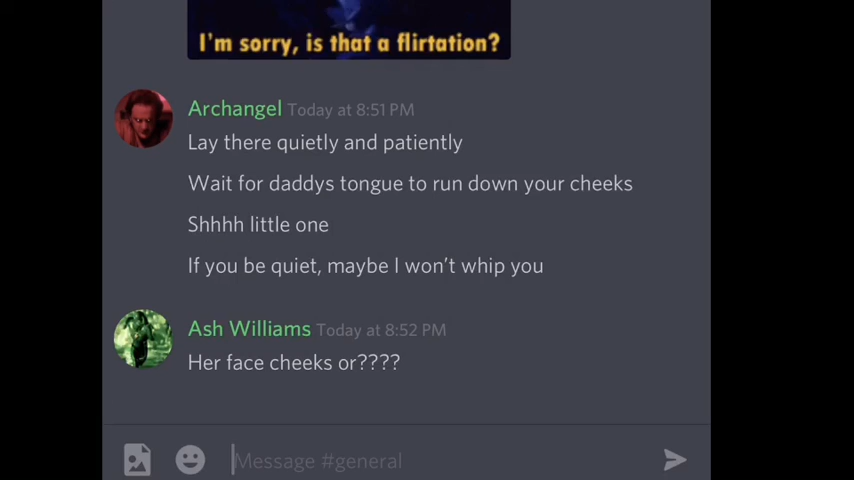 I'm sorry, is that a flirtation?
Archangel Today at 8:51 PM
Lay there quietly and patiently
Wait for daddys tongue to run down your cheeks
Shhhh little one
If you be quiet, maybe I won’t whip you
Ash Williams Today at 8:52 PM
Her face cheeks or????
Message #general